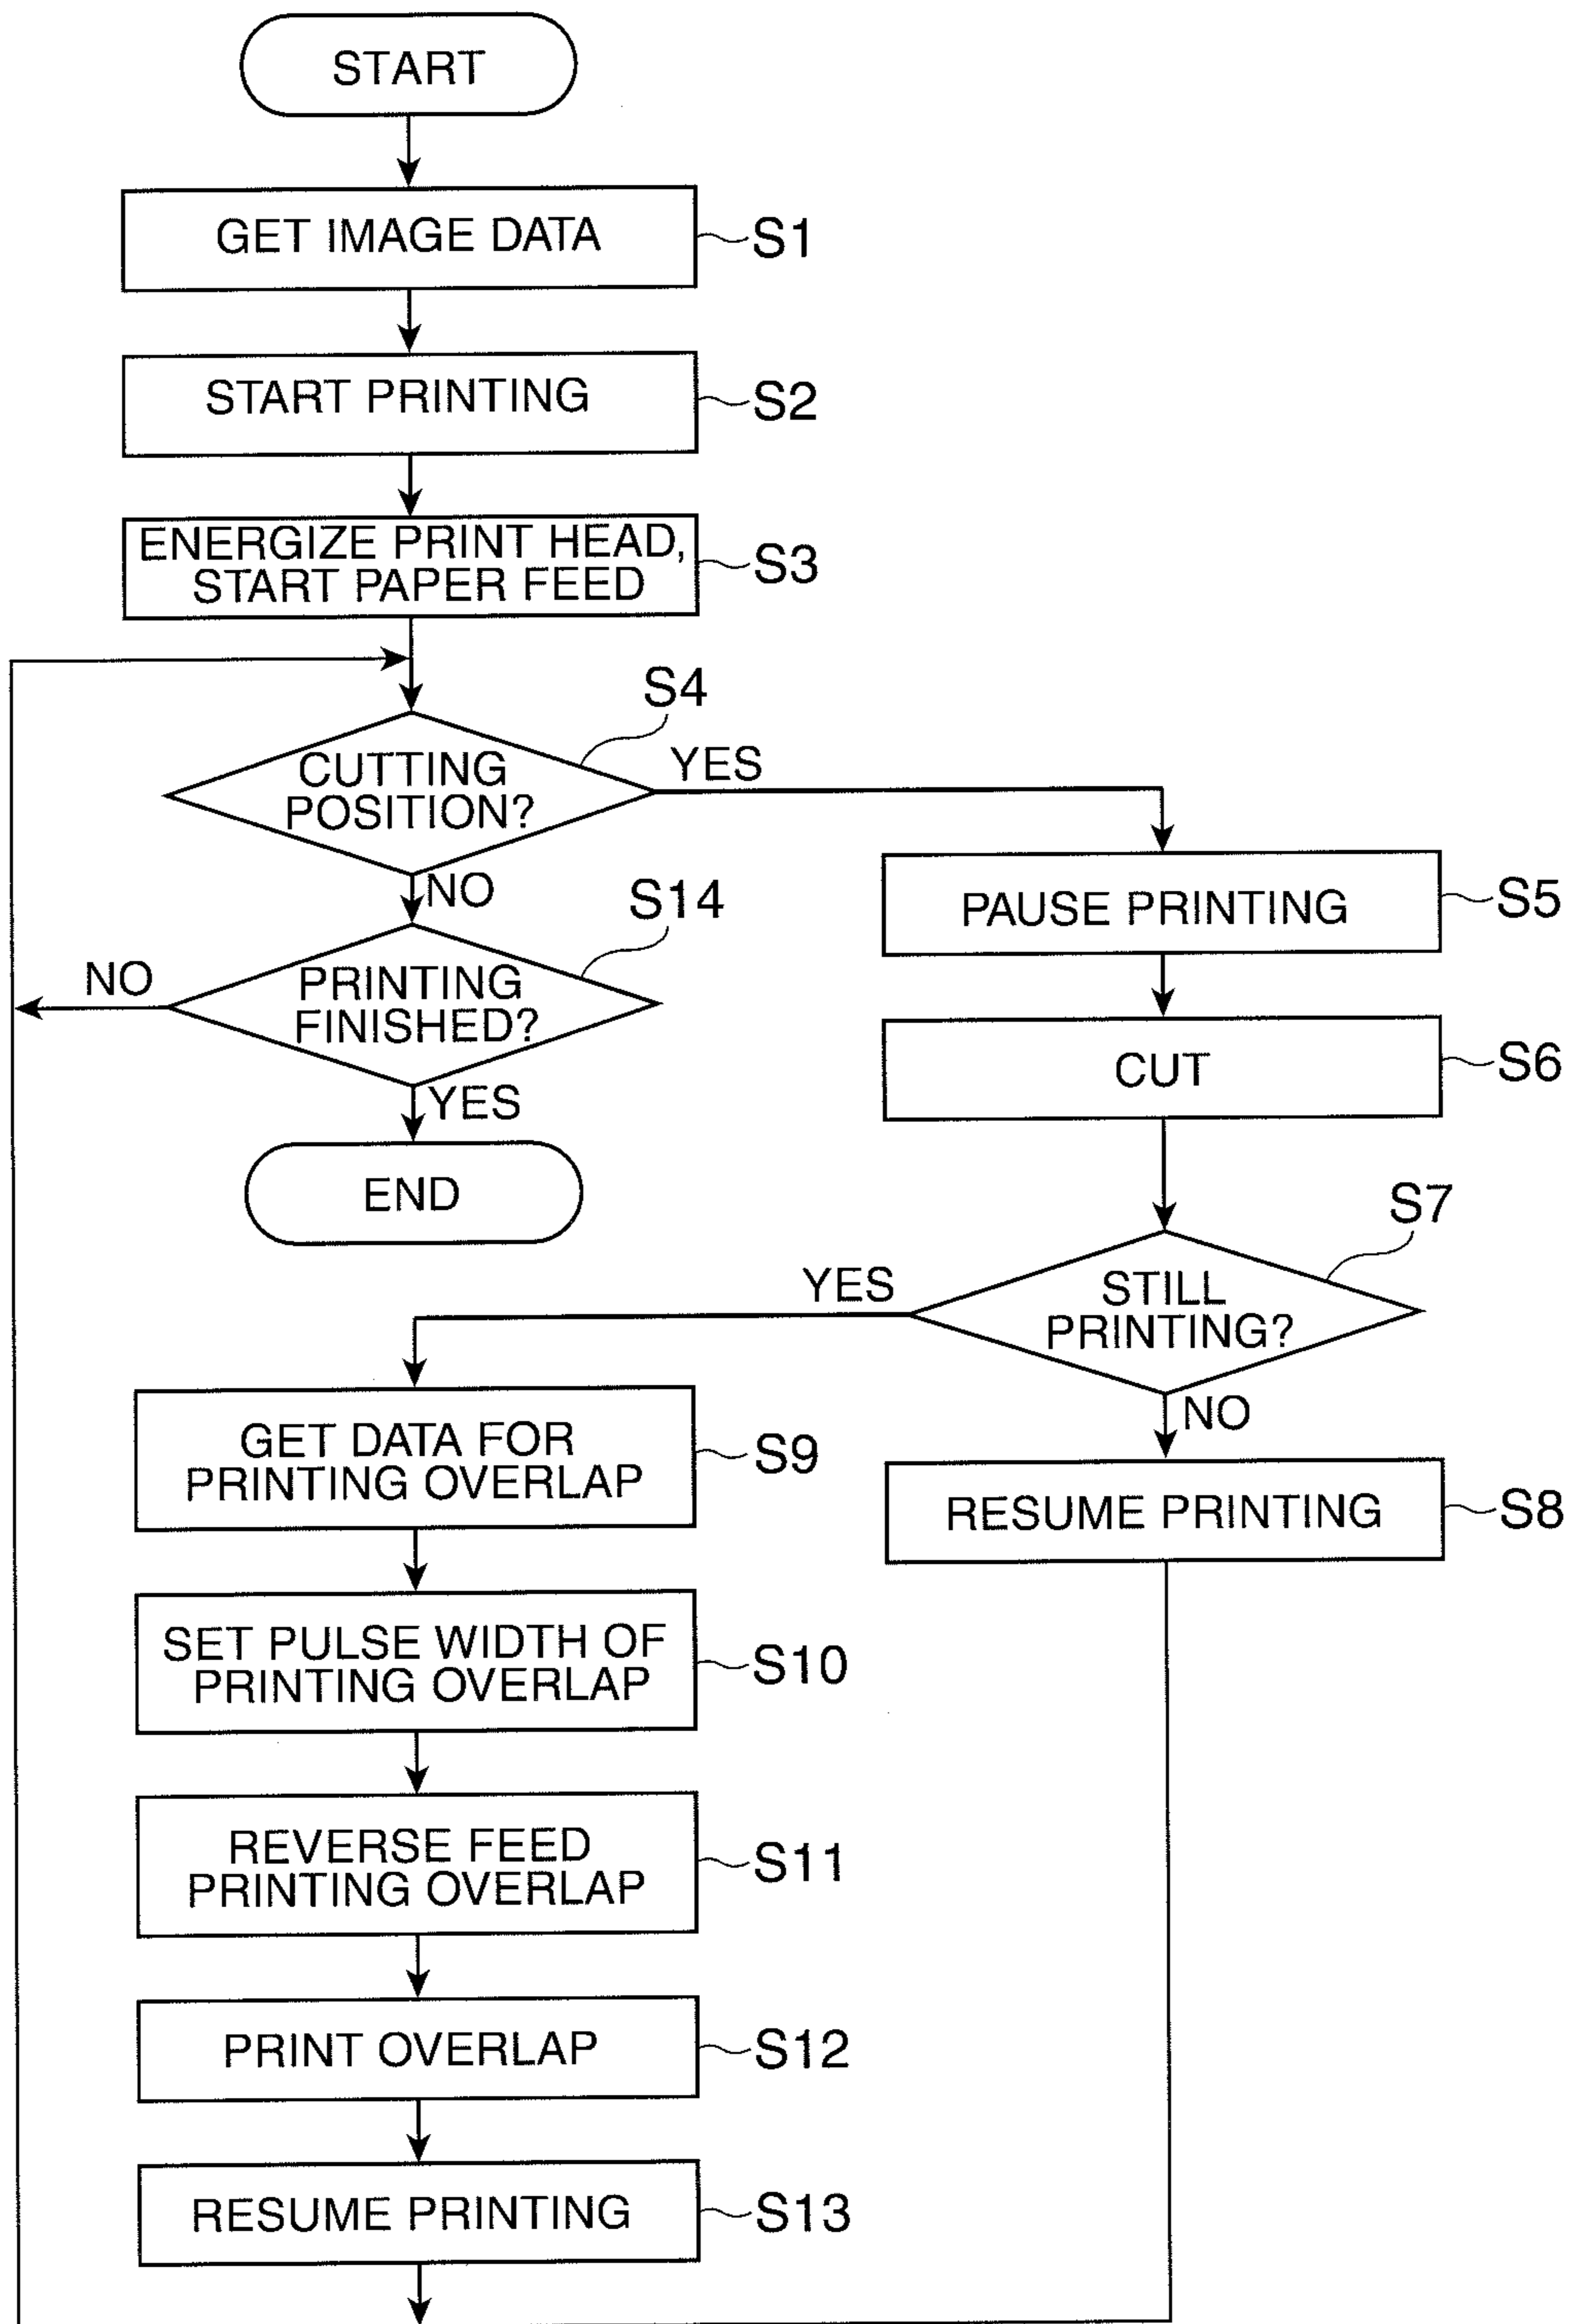 START
GET IMAGE DATA
S1
START PRINTING
S2
ENERGIZE PRINT HEAD,
START PAPER FEED
S3
S4
CUTTING
POSITION?
YES
NO
S14
PRINTING
FINISHED?
NO
YES
END
PAUSE PRINTING
S5
CUT
S6
S7
STILL
PRINTING?
YES
NO
RESUME PRINTING
S8
GET DATA FOR
PRINTING OVERLAP
S9
SET PULSE WIDTH OF
PRINTING OVERLAP
S10
REVERSE FEED
PRINTING OVERLAP
S11
PRINT OVERLAP
S12
RESUME PRINTING
S13